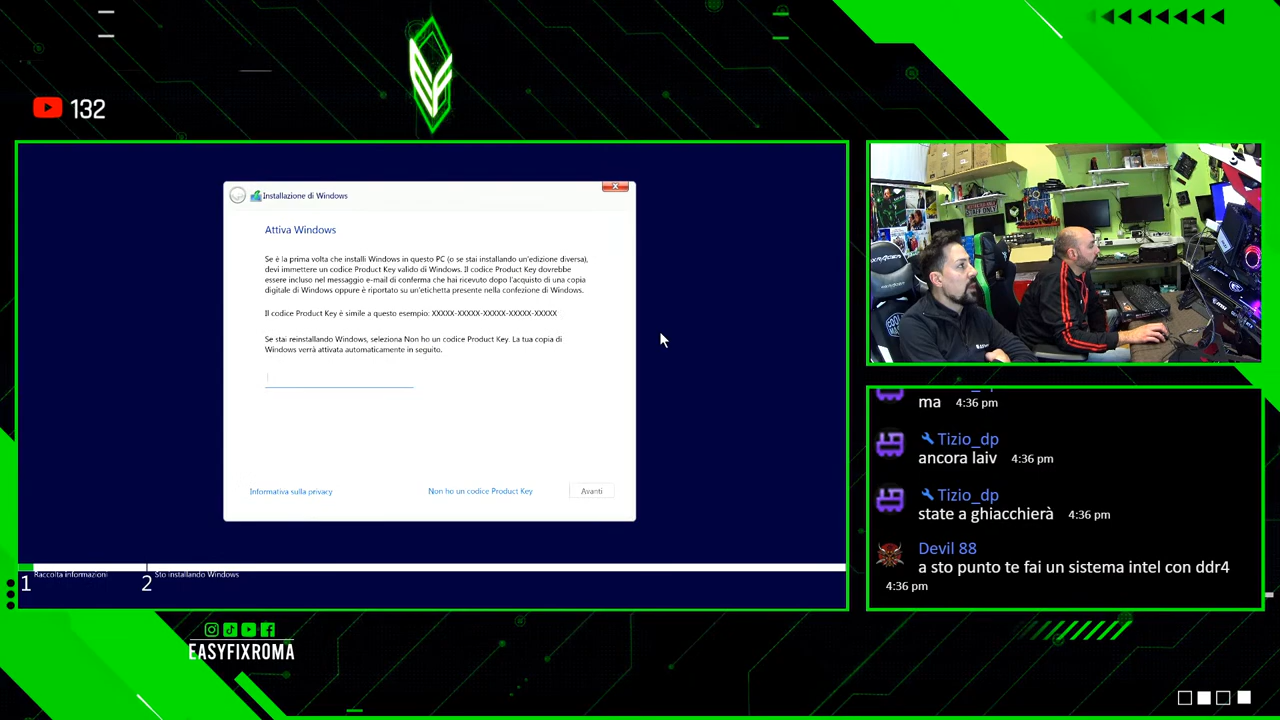 132
Installazione di Windows
Attiva Windows
Se è la prima volta che installi Windows in questo PC (o se stai installando un'edizione diversa),
devi immettere un codice Product Key valido di Windows. Il codice Product Key dovrebbe
essere incluso nel messaggio e-mail di conferma che hai ricevuto dopo l'acquisto di una copia
digitale di Windows oppure è riportato su un'etichetta presente nella confezione di Windows.
Il codice Product Key è simile a questo esempio: XXXXX-XXXXX-XXXXX-XXXXX-XXXXX
Se stai reinstallando Windows, seleziona Non ho un codice Product Key. La tua copia di
Windows verrà attivata automaticamente in seguito.
Informativa sulla privacy
Non ho un codice Product Key
Avanti
1 Raccolta informazioni
2 Sto installando Windows
ma 4:36 pm
Tizio_dp
ancora laiv 4:36 pm
Tizio_dp
state a ghiacchierà 4:36 pm
Devil 88
a sto punto te fai un sistema intel con ddr4
4:36 pm
EASYFIXROMA